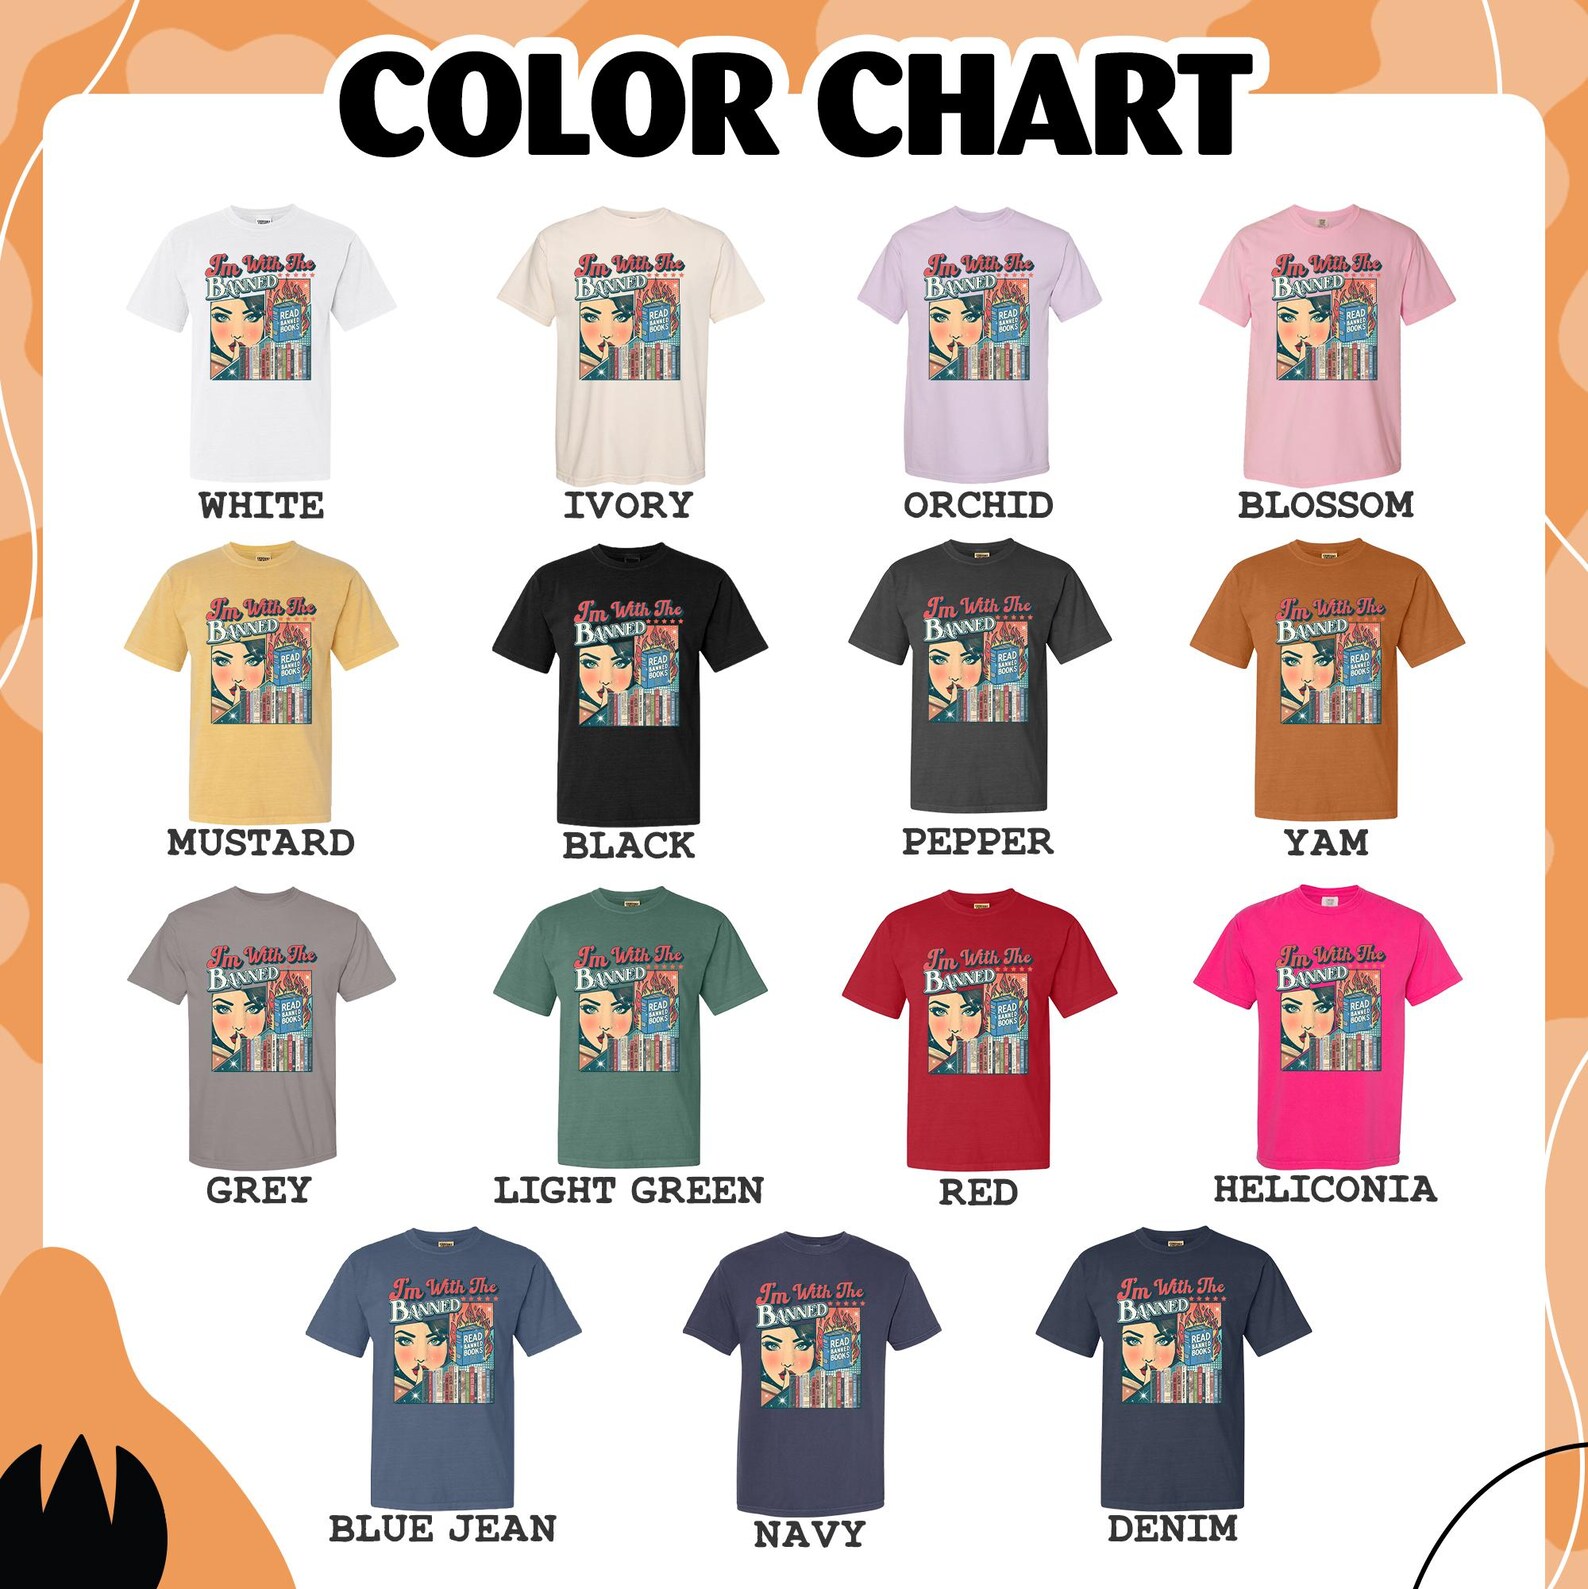 COLOR CHART
I'm With The
BANNED
READ
BANNED
BOOKS
I'm With The
BANNED
READ
BANNED
BOOKS
I'm With The
BANNED
READ
BANNED
BOOKS
I'm With The
BANNED
READ
BANNED
BOOKS
WHITE IVORY ORCHID BLOSSOM
I'm With The
BANNED
READ
BANNED
BOOKS
I'm With The
BANNED
READ
BANNED
BOOKS
I'm With The
BANNED
READ
BANNED
BOOKS
I'm With The
BANNED
READ
BANNED
BOOKS
MUSTARD BLACK PEPPER YAM
I'm With The
BANNED
READ
BANNED
BOOKS
I'm With The
BANNED
READ
BANNED
BOOKS
I'm With The
BANNED
READ
BANNED
BOOKS
I'm With The
BANNED
READ
BANNED
BOOKS
GREY LIGHT GREEN RED HELICONIA
I'm With The
BANNED
READ
BANNED
BOOKS
I'm With The
BANNED
READ
BANNED
BOOKS
I'm With The
BANNED
READ
BANNED
BOOKS
BLUE JEAN NAVY DENIM